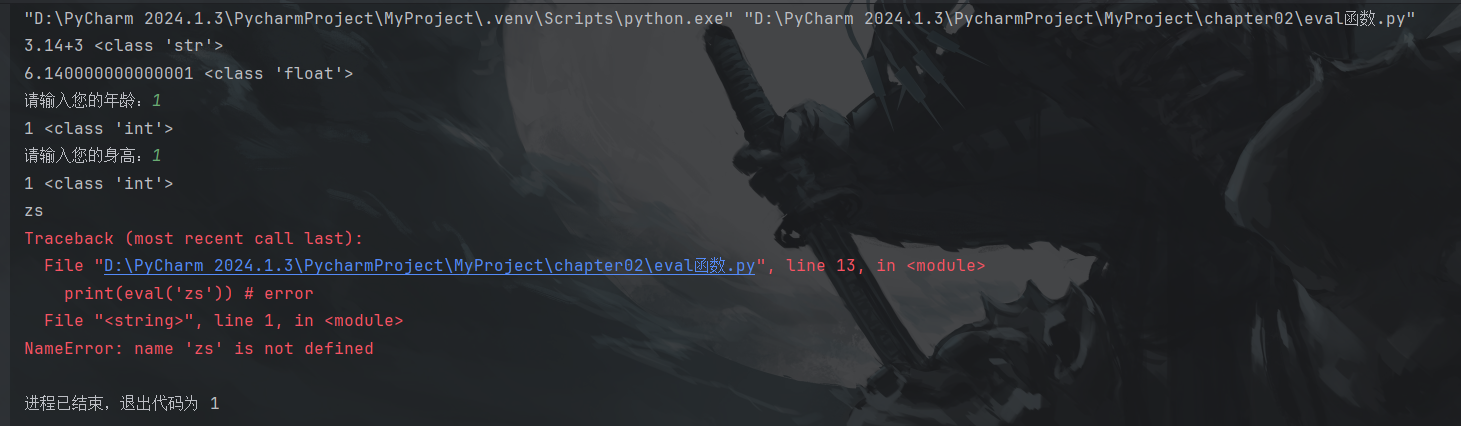 "D:\PyCharm 2024.1.3\PycharmProject\MyProject\.venv\Scripts\python.exe" "D:\PyCharm 2024.1.3\PycharmProject\MyProject\chapter02\eval函数.py"
3.14+3 <class 'str'>
6.140000000000001 <class 'float'>
请输入您的年龄：1
1 <class 'int'>
请输入您的身高：1
1 <class 'int'>
zs
Traceback (most recent call last):
  File "D:\PyCharm 2024.1.3\PycharmProject\MyProject\chapter02\eval函数.py", line 13, in <module>
    print(eval('zs')) # error
  File "<string>", line 1, in <module>
NameError: name 'zs' is not defined
进程已结束，退出代码为 1